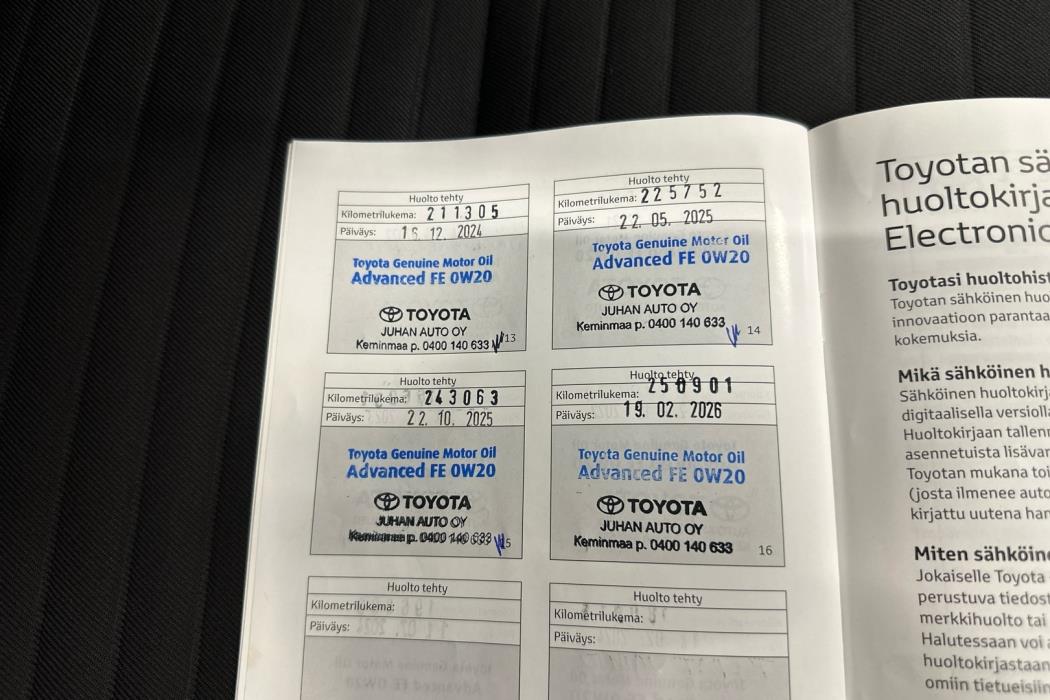 Huolto tehty
Kilometrilukema: 211305
Päiväys: 12. 2024
Toyota Genuine Motor Oil
Advanced FE 0W20
TOYOTA
JUHAN AUTO OY
Keminmaa p. 0400 140 633
13
Huolto tehty
Kilometrilukema: 225752
Päiväys: 22. 05. 2025
Toyota Genuine Motor Oil
Advanced FE 0W20
TOYOTA
JUHAN AUTO OY
Keminmaa p. 0400 140 633
14
Huolto tehty
Kilometrilukema: 243063
Päiväys: 22. 10. 2025
Toyota Genuine Motor Oil
Advanced FE 0W20
TOYOTA
JUHAN AUTO OY
Keminmaa p. 0400 140 633
Huolto tehty
Kilometrilukema: 250901
Päiväys: 19. 02. 2026
Toyota Genuine Motor Oil
Advanced FE 0W20
TOYOTA
JUHAN AUTO OY
Keminmaa p. 0400 140 633
16
Huolto tehty
Kilometrilukema:
Päiväys:
Huolto tehty
Kilometrilukema:
Päiväys:
Toyotan sä
huoltokirja
Electronic
Toyotasi huoltohist
Toyotan sähköinen huo
innovaatioon parantaa
kokemuksia.
Mikä sähköinen h
Sähköinen huoltokirj
digitaalisella versioll
Huoltokirjaan tallenn
asennetuista lisävar
Toyotan mukana toi
(josta ilmenee auto
kirjattu uutena han
Miten sähköine
Jokaiselle Toyota
perustuva tiedost
merkkihuolto tai
Halutessaan voi a
huoltokirjastaan
omiin tietueisiin